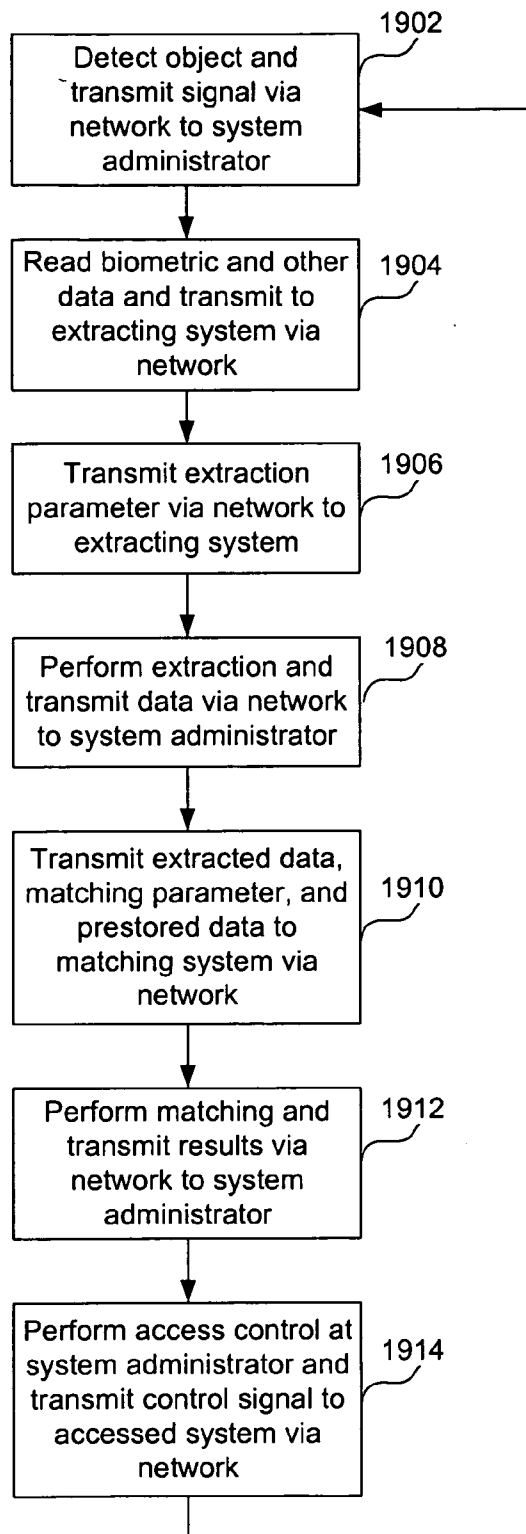 1902
Detect object and
transmit signal via
network to system
administrator
1904
Read biometric and other
data and transmit to
extracting system via
network
1906
Transmit extraction
parameter via network to
extracting system
1908
Perform extraction and
transmit data via network
to system administrator
1910
Transmit extracted data,
matching parameter, and
prestored data to
matching system via
network
1912
Perform matching and
transmit results via
network to system
administrator
1914
Perform access control at
system administrator and
transmit control signal to
accessed system via
network